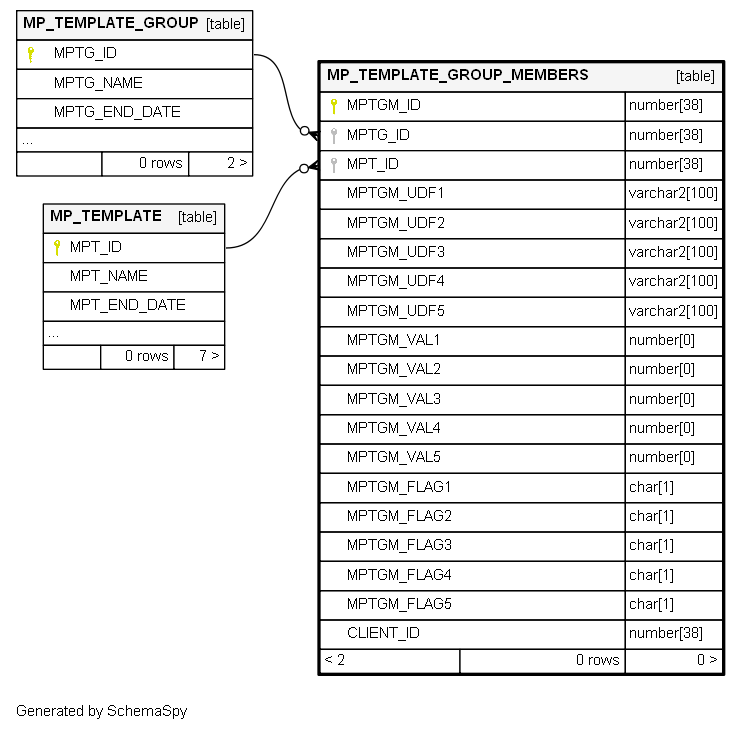 MP_TEMPLATE_GROUP [table]
MPTG_ID
MPTG_NAME
MPTG_END_DATE
...
0 rows 2 >
MP_TEMPLATE [table]
MPT_ID
MPT_NAME
MPT_END_DATE
...
0 rows 7 >
MP_TEMPLATE_GROUP_MEMBERS [table]
MPTGM_ID number[38]
MPTG_ID number[38]
MPT_ID number[38]
MPTGM_UDF1 varchar2[100]
MPTGM_UDF2 varchar2[100]
MPTGM_UDF3 varchar2[100]
MPTGM_UDF4 varchar2[100]
MPTGM_UDF5 varchar2[100]
MPTGM_VAL1 number[0]
MPTGM_VAL2 number[0]
MPTGM_VAL3 number[0]
MPTGM_VAL4 number[0]
MPTGM_VAL5 number[0]
MPTGM_FLAG1 char[1]
MPTGM_FLAG2 char[1]
MPTGM_FLAG3 char[1]
MPTGM_FLAG4 char[1]
MPTGM_FLAG5 char[1]
CLIENT_ID number[38]
< 2 0 rows 0 >
Generated by SchemaSpy